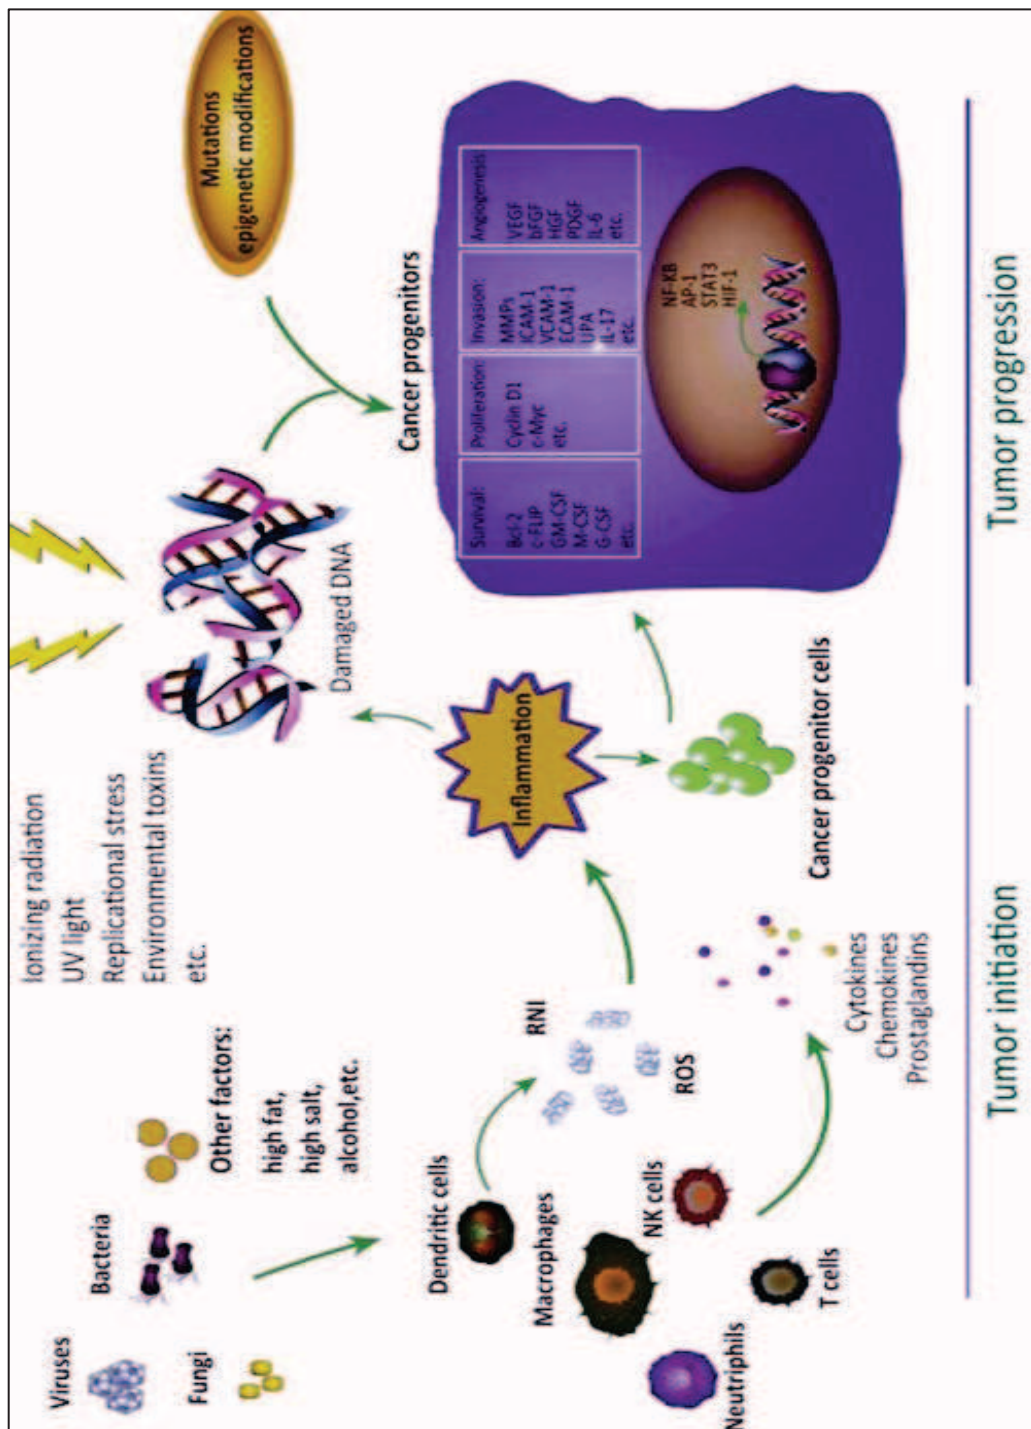 Viruses
Bacteria
Fungi
Other factors:
high fat,
high salt,
alcohol,etc.
Ionizing radiation
UV light
Replicational stress
Environmental toxins
etc.
Damaged DNA
Mutations
epigenetic modifications
Dendritic cells
Macrophages
NK cells
Neutriphils
T cells
RNI
ROS
Cytokines
Chemokines
Prostaglandins
Inflammation
Cancer progenitor cells
Cancer progenitors
Survival:
Bcl-2
c-FLIP
GM-CSF
M-CSF
G-CSF
etc.
Proliferation:
Cyclin D1
c-Myc
etc.
Invasion:
MMPs
ICAM-1
VCAM-1
ECAM-1
UPA
IL-17
etc.
Angiogenesis
VEGF
bFGF
HGF
PDGF
IL-6
etc.
NF-KB
AP-1
STAT3
HIF-1
Tumor initiation
Tumor progression